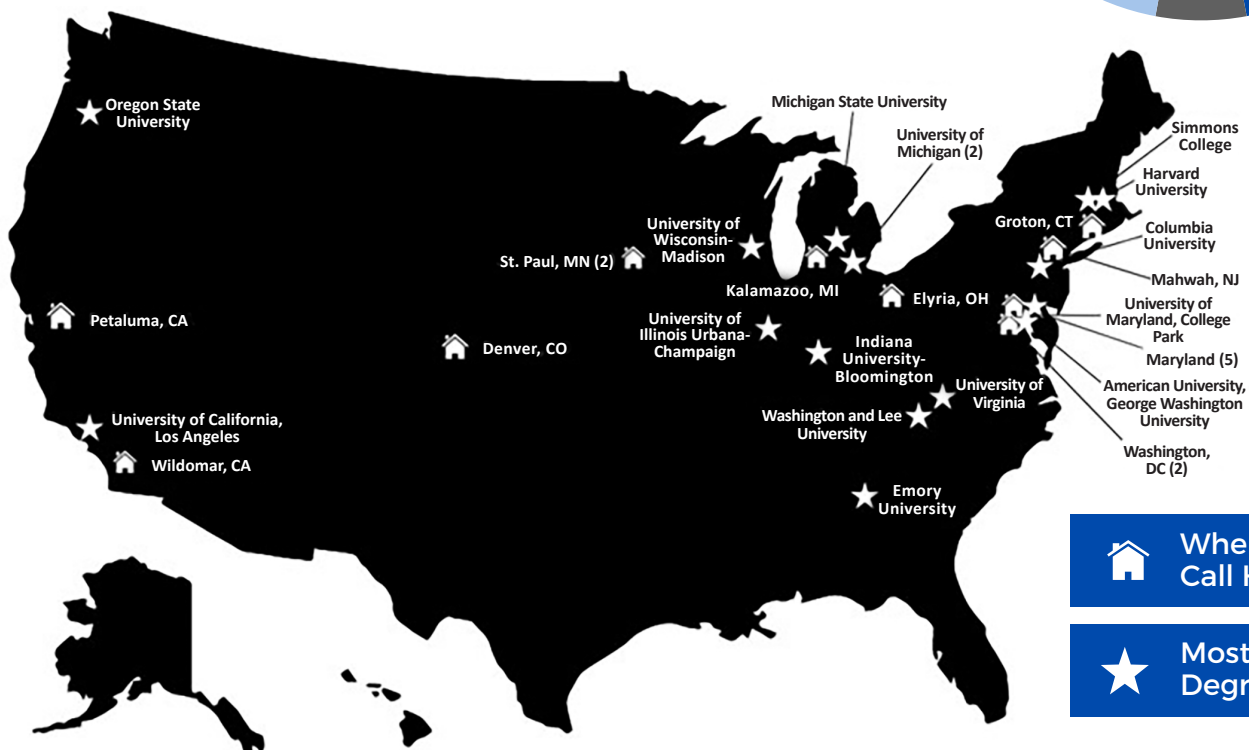 Oregon State
University
Michigan State University
University of
Michigan (2)
Simmons
College
Harvard
University
Groton, CT
Columbia
University
Mahwah, NJ
University of
Wisconsin-
Madison
St. Paul, MN (2)
Kalamazoo, MI
Elyria, OH
University of
Maryland, College
Park
Maryland (5)
Petaluma, CA
Denver, CO
University of
Illinois Urbana-
Champaign
Indiana
University-
Bloomington
University of
Virginia
American University,
George Washington
University
Washington and Lee
University
Washington,
DC (2)
University of California,
Los Angeles
Wildomar, CA
Emory
University
Call
Most